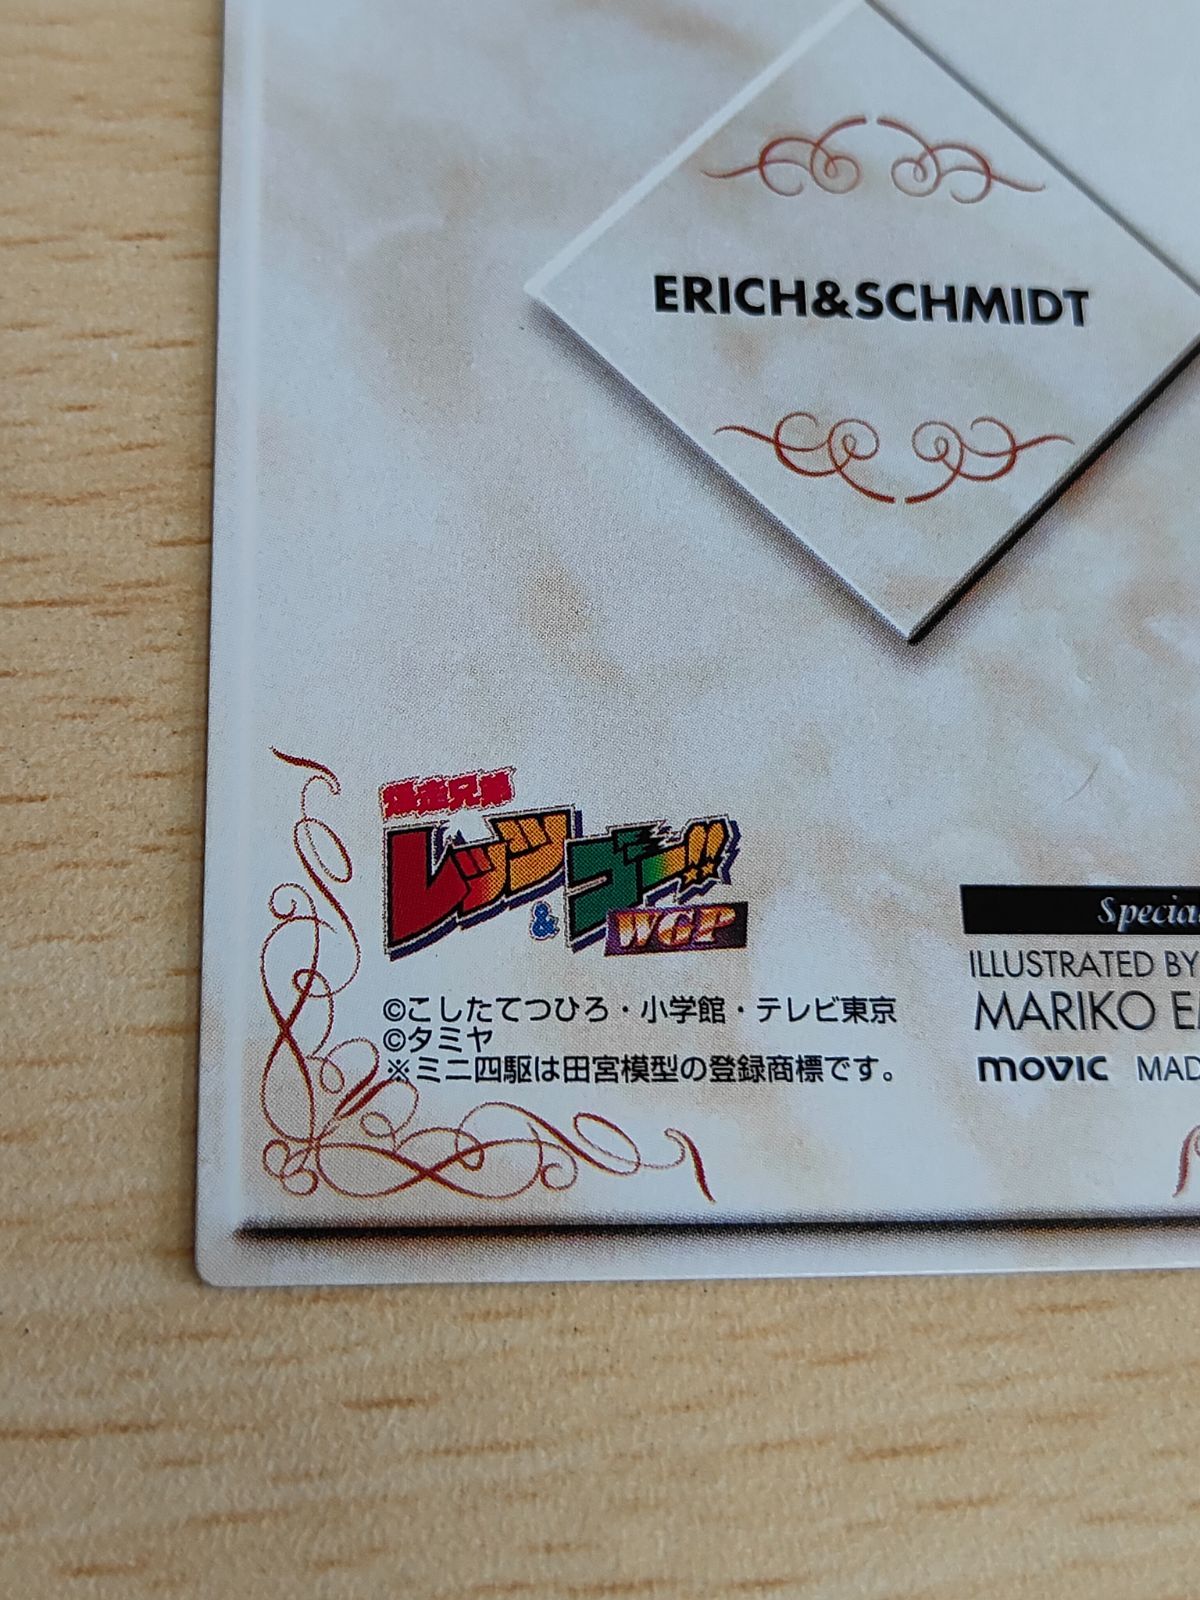 ERICH&SCHMIDT
爆走兄弟
レッツ
&
ゴー!!
WGP
©こしたてつひろ・小学館・テレビ東京
©タミヤ
※ミニ四駆は田宮模型の登録商標です。
ILLUSTRATED BY
MARIKO
movic